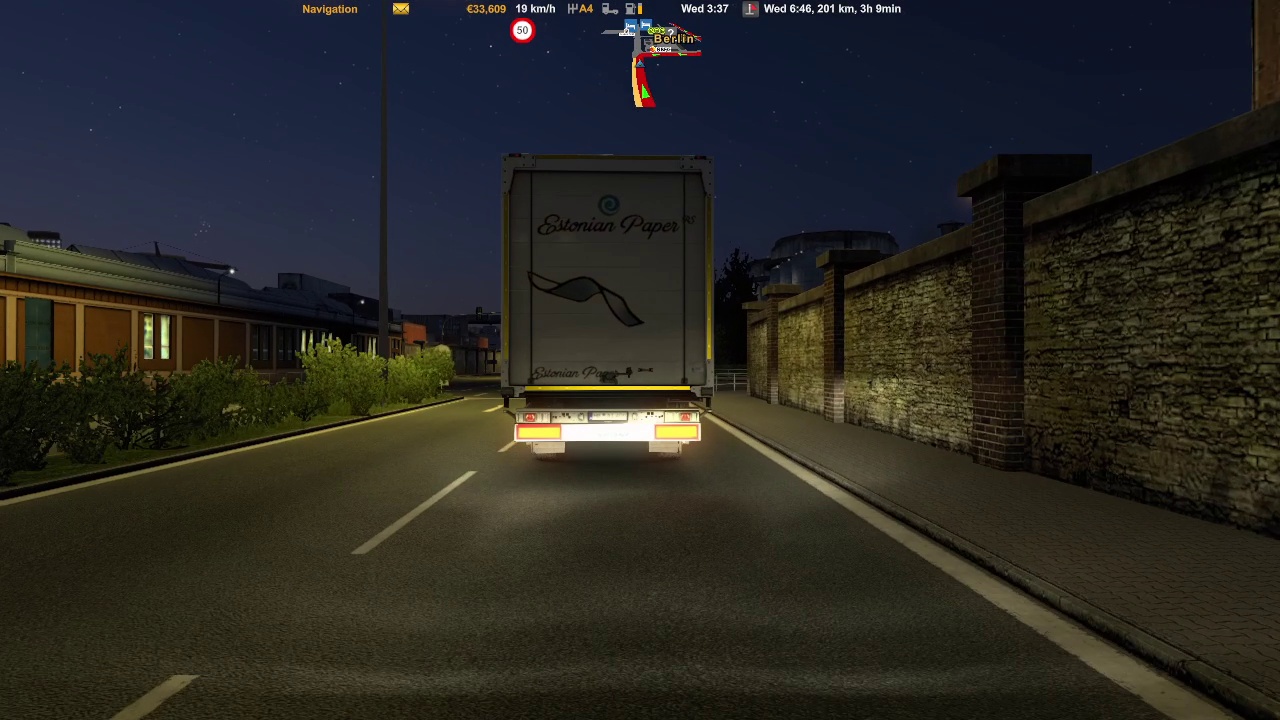 Navigation €33,609 19 km/h A4 Wed 3:37 Wed 6:46, 201 km, 3h 9min
50
Berlin
Estonian Paper AS
Estonian Paper